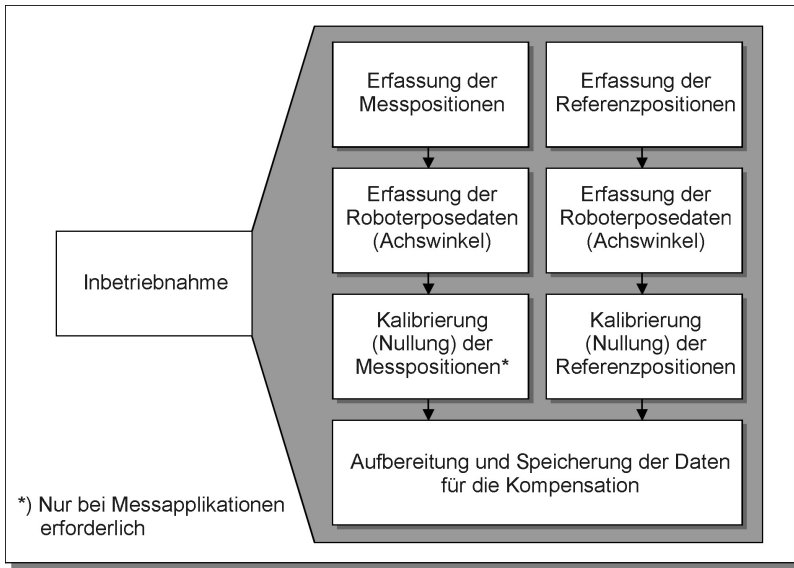 Inbetriebnahme
Erfassung der
Messpositionen
Erfassung der
Roboterposedaten
(Achswinkel)
Kalibrierung
(Nullung) der
Messpositionen*
Erfassung der
Referenzpositionen
Erfassung der
Roboterposedaten
(Achswinkel)
Kalibrierung
(Nullung) der
Referenzpositionen
Aufbereitung und Speicherung der Daten
für die Kompensation
*) Nur bei Messapplikationen
erforderlich